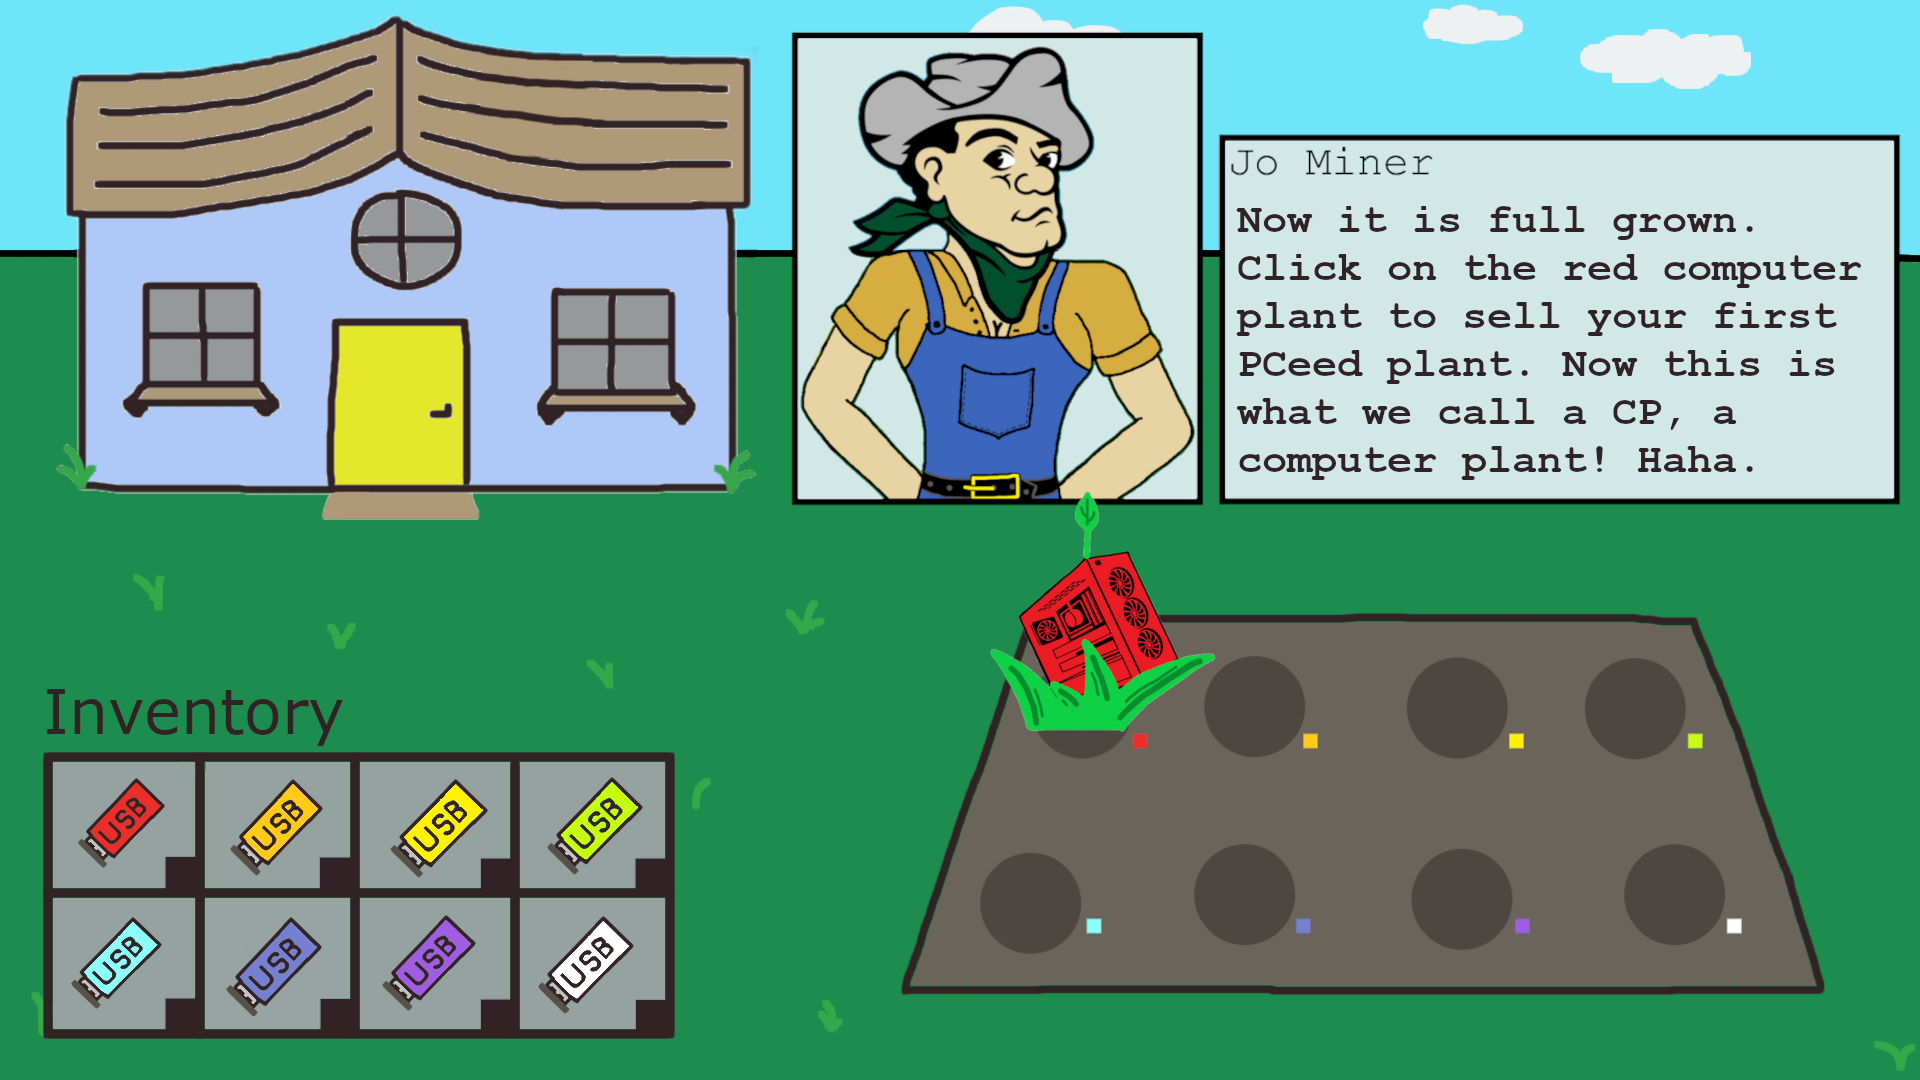 Jo Miner
Now it is full grown.
Click on the red computer
plant to sell your first
PCeed plant. Now this is
what we call a CP, a
computer plant! Haha.
Inventory
USB
USB
USB
USB
USB
USB
USB
USB